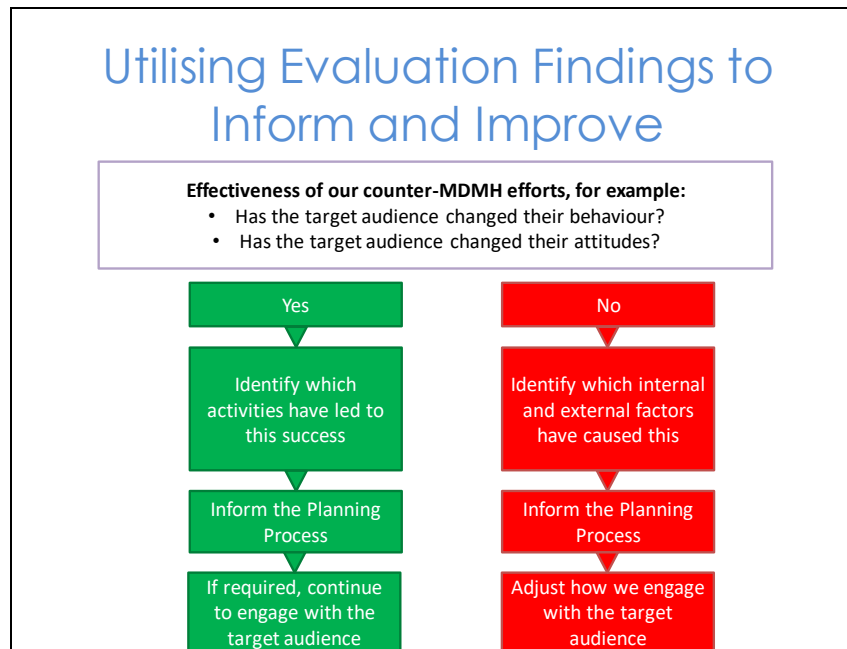 Utilising Evaluation Findings to
Inform and Improve
Effectiveness of our counter-MDMH efforts, for example:
• Has the target audience changed their behaviour?
• Has the target audience changed their attitudes?
Yes
Identify which
activities have led to
this success
Inform the Planning
Process
If required, continue
to engage with the
target audience
No
Identify which internal
and external factors
have caused this
Inform the Planning
Process
Adjust how we engage
with the target
audience